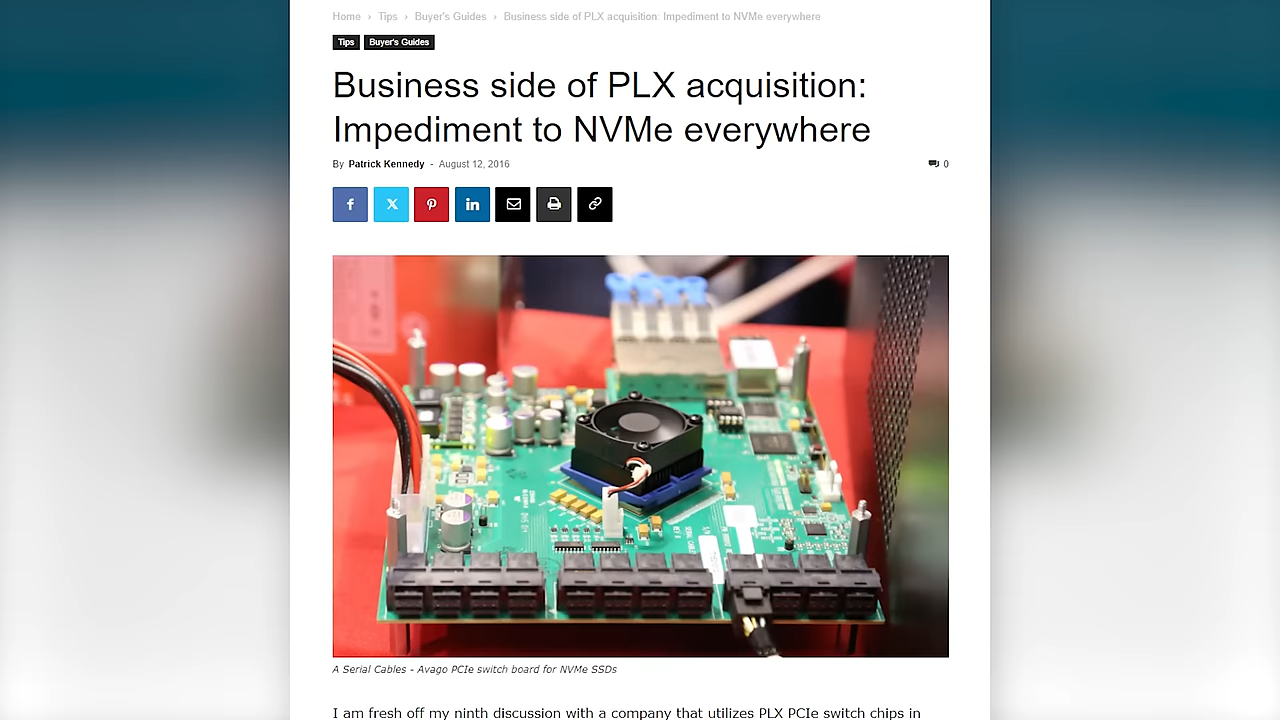 Home › Tips › Buyer's Guides › Business side of PLX acquisition: Impediment to NVMe everywhere
Tips Buyer's Guides
Business side of PLX acquisition:
Impediment to NVMe everywhere
By Patrick Kennedy - August 12, 2016 0
A Serial Cables - Avago PCIe switch board for NVMe SSDs
I am fresh off my ninth discussion with a company that utilizes PLX PCIe switch chips in